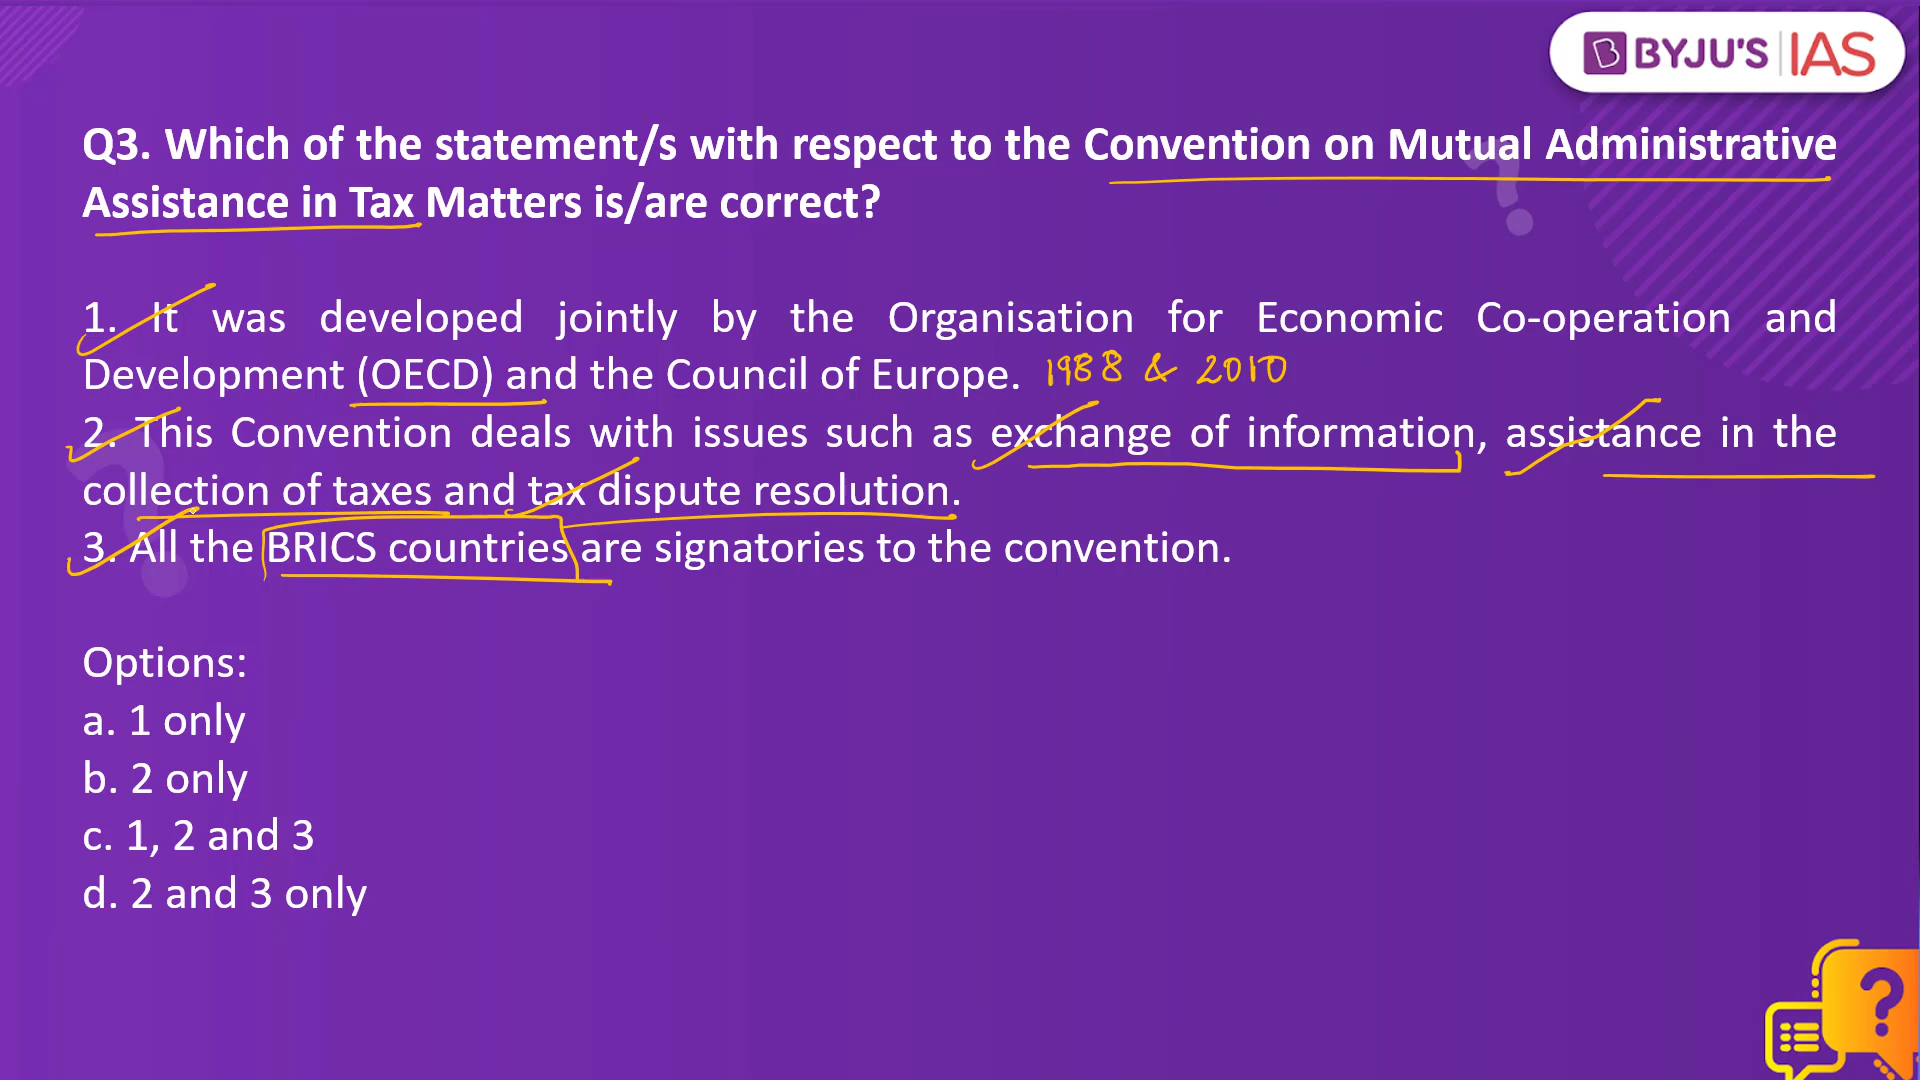 BYJU'S IAS
Q3. Which of the statement/s with respect to the Convention on Mutual Administrative
Assistance in Tax Matters is/are correct?
1. It was developed jointly by the Organisation for Economic Co-operation and
Development (OECD) and the Council of Europe. 1988 & 2010
2. This Convention deals with issues such as exchange of information, assistance in the
collection of taxes and tax dispute resolution.
3. All the BRICS countries are signatories to the convention.
Options:
a. 1 only
b. 2 only
c. 1, 2 and 3
d. 2 and 3 only